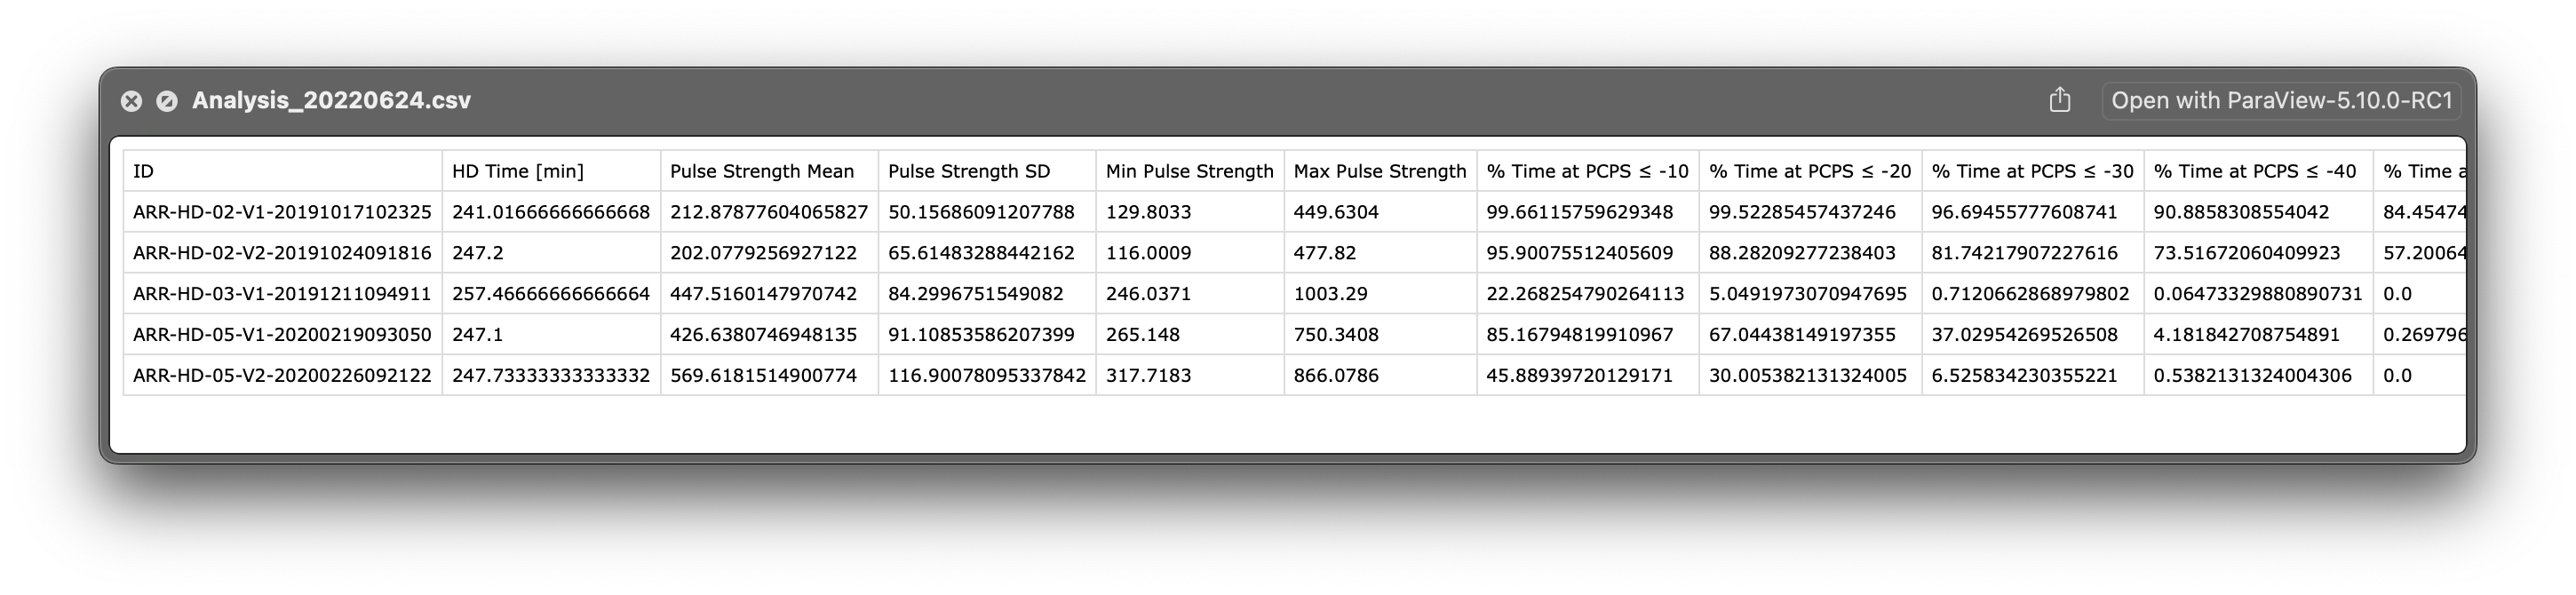 Analysis_20220624.csv Open with ParaView-5.10.0-RC1
ID HD Time [min] Pulse Strength Mean Pulse Strength SD Min Pulse Strength Max Pulse Strength % Time at PCPS ≤ -10 % Time at PCPS ≤ -20 % Time at PCPS ≤ -30 % Time at PCPS ≤ -40 % Time a
ARR-HD-02-V1-20191017102325 241.01666666666668 212.87877604065827 50.15686091207788 129.8033 449.6304 99.66115759629348 99.52285457437246 96.69455777608741 90.8858308554042 84.45474
ARR-HD-02-V2-20191024091816 247.2 202.0779256927122 65.61483288442162 116.0009 477.82 95.90075512405609 88.28209277238403 81.74217907227616 73.51672060409923 57.20064
ARR-HD-03-V1-20191211094911 257.46666666666664 447.5160147970742 84.2996751549082 246.0371 1003.29 22.268254790264113 5.0491973070947695 0.7120662868979802 0.06473329880890731 0.0
ARR-HD-05-V1-20200219093050 247.1 426.6380746948135 91.10853586207399 265.148 750.3408 85.16794819910967 67.04438149197355 37.02954269526508 4.181842708754891 0.269796
ARR-HD-05-V2-20200226092122 247.73333333333332 569.6181514900774 116.90078095337842 317.7183 866.0786 45.88939720129171 30.005382131324005 6.525834230355221 0.5382131324004306 0.0